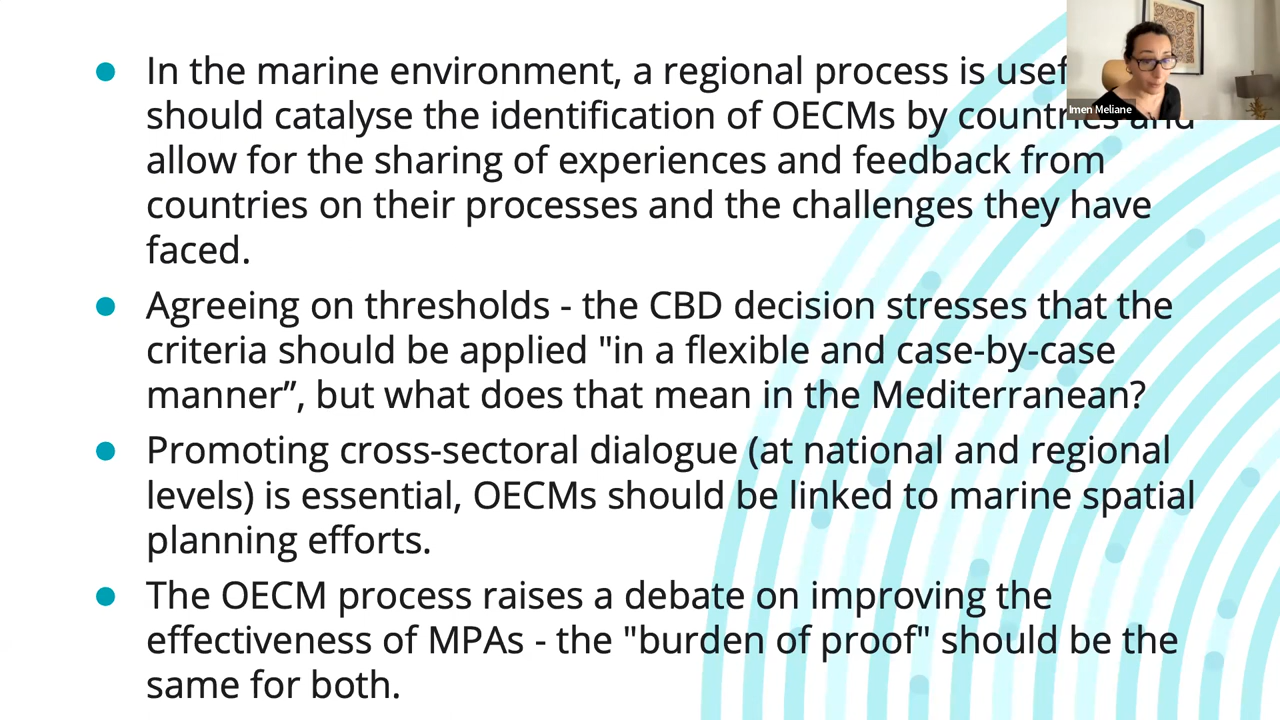 In the marine environment, a regional process is
should catalyse the identification of OECMs by countries and
allow for the sharing of experiences and feedback from
countries on their processes and the challenges they have
faced.
Agreeing on thresholds - the CBD decision stresses that the
criteria should be applied "in a flexible and case-by-case
manner”, but what does that mean in the Mediterranean?
Promoting cross-sectoral dialogue (at national and regional
levels) is essential, OECMs should be linked to marine spatial
planning efforts.
The OECM process raises a debate on improving the
effectiveness of MPAs - the "burden of proof" should be the
same for both.
Imen Meliane